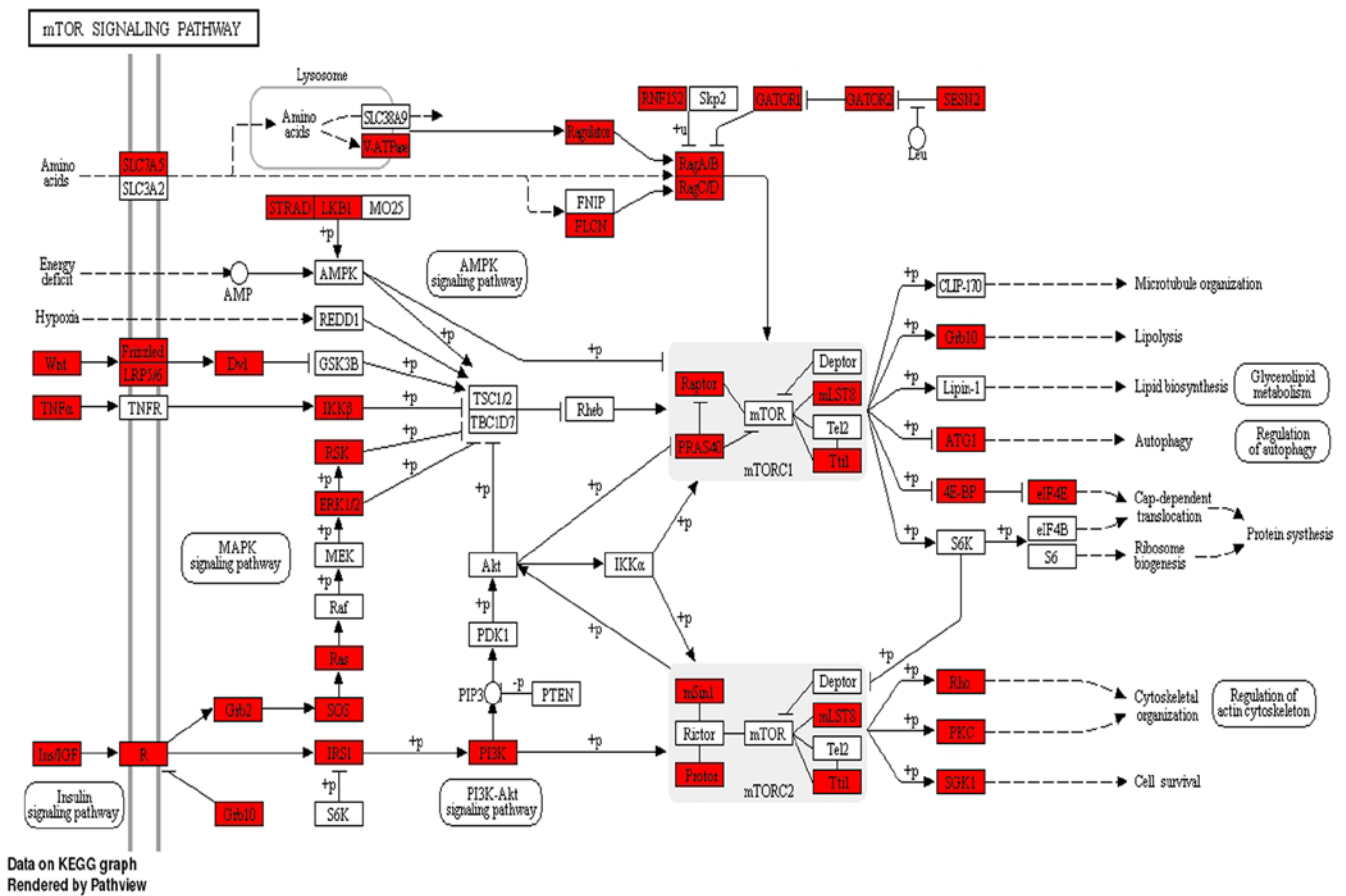 mTOR SIGNALING PATHWAY
Lysosome
Amino
acids
SLC38A9
V-ATPase
Ragulator
RNF152
Skp2
+u
GATOR1
GATOR2
SESN2
Leu
Amino
acids
SLC7A5
SLC3A2
RagA/B
RagC/D
FNIP
FLCN
STRAD
LKB1
MO25
+p
Energy
deficit
AMP
AMPK
AMPK
signaling pathway
Hypoxia
REDD1
+p
+p
Wnt
Frizzled
LRP5/6
Dvl
GSK3B
+p
TNFα
TNFR
IKKβ
+p
TSC1/2
TBC1D7
Rheb
RSK
+p
+p
ERK1/2
+p
+p
MEK
+p
Raf
Ras
MAPK
signaling pathway
Raptor
PRAS40
mTOR
Deptor
mLST8
Tel2
Tti1
mTORC1
+p
CLIP-170
Microtubule organization
+p
Grb10
Lipolysis
+p
Lipin-1
Lipid biosynthesis
Glycerolipid
metabolism
+p
ATG1
Autophagy
Regulation
of autophagy
+p
4E-BP
eIF4E
Cap-dependent
translocation
+p
S6K
+p
eIF4B
S6
Ribosome
biogenesis
Protein systhesis
+p
+p
Akt
IKKα
+p
+p
+p
+p
PDK1
PIP3
-p
PTEN
+p
Grb2
SOS
Ins/IGF
R
IRS1
+p
PI3K
+p
Insulin
signaling pathway
Grb10
+p
S6K
PI3K-Akt
signaling pathway
mSin1
Rictor
Protor
mTOR
Deptor
mLST8
Tel2
Tti1
mTORC2
+p
+p
Rho
+p
PKC
Cytoskeletal
organization
Regulation of
actin cytoskeleton
+p
SGK1
Cell survival
Data on KEGG graph
Rendered by Pathview